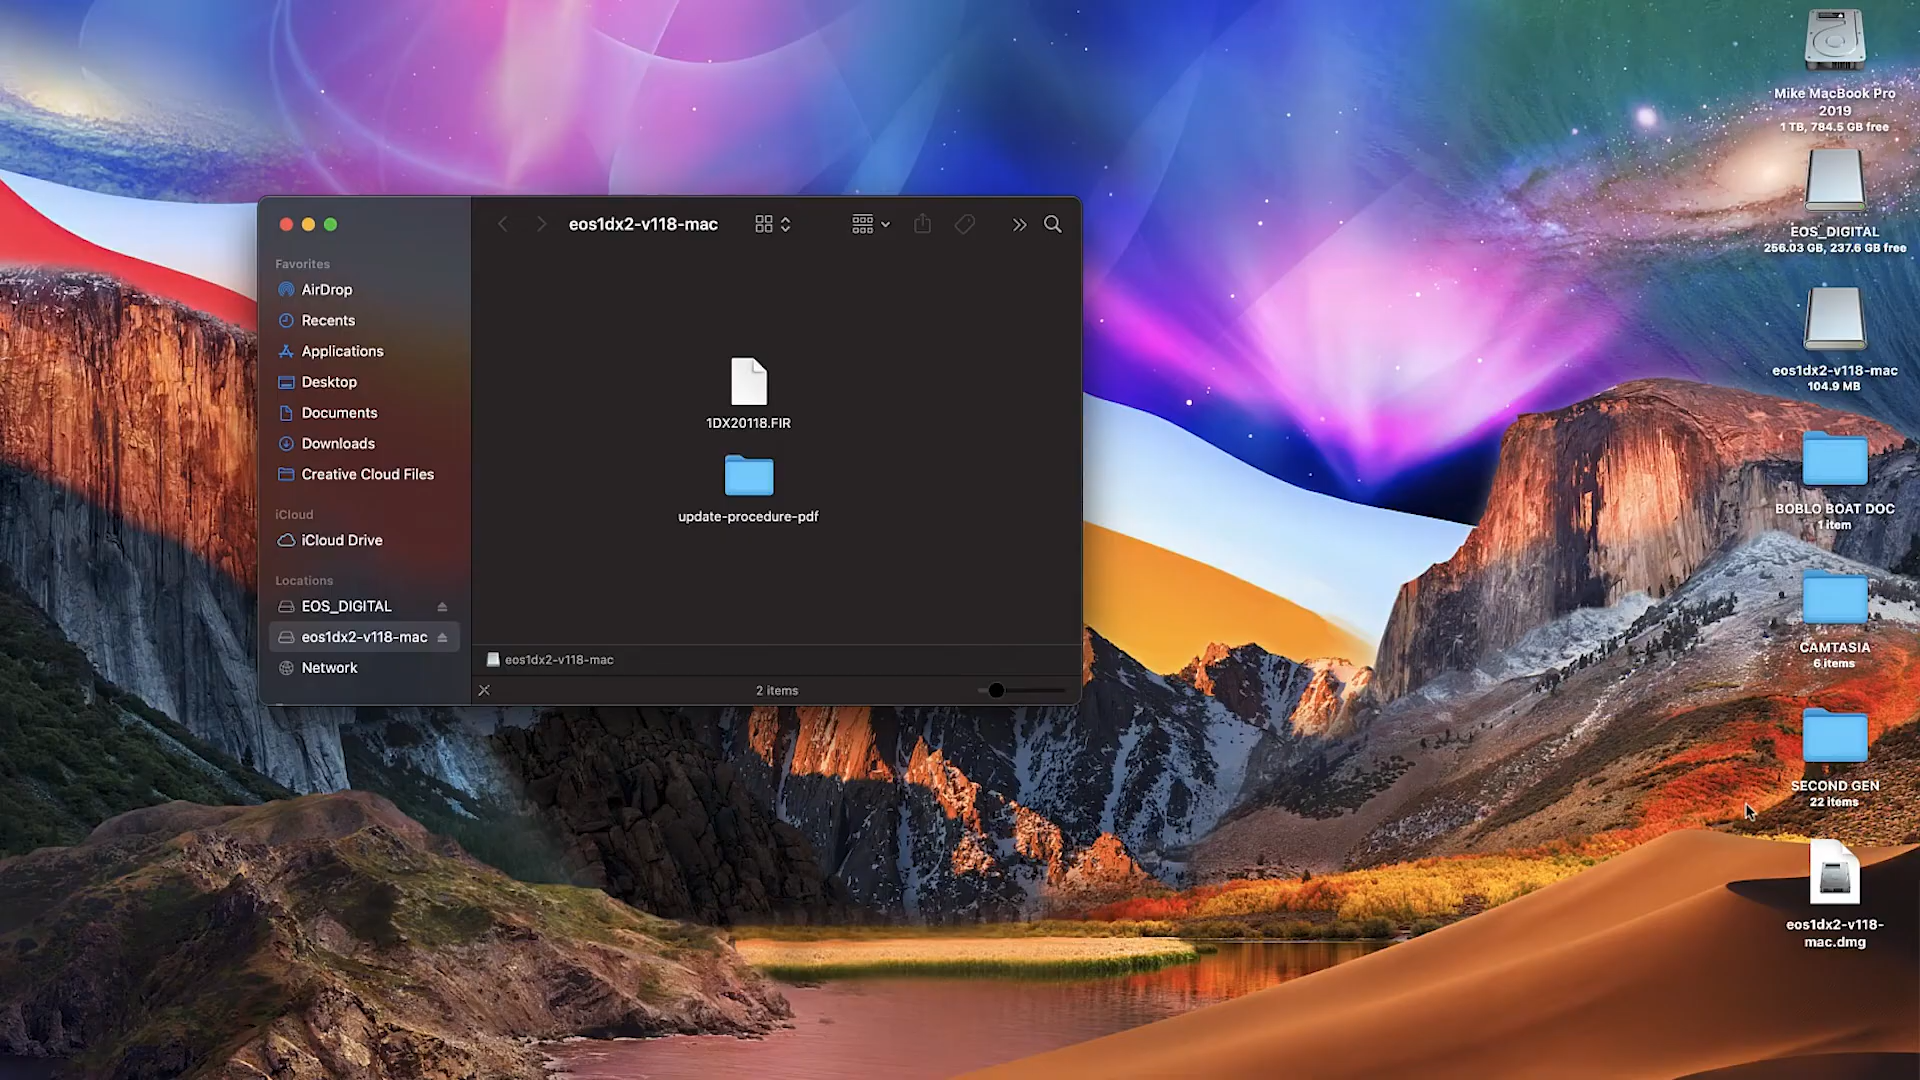 eos1dx2-v118-mac
Favorites
AirDrop
Recents
Applications
Desktop
Documents
Downloads
Creative Cloud Files
iCloud
iCloud Drive
Locations
EOS_DIGITAL
eos1dx2-v118-mac
Network
1DX20118.FIR
update-procedure-pdf
eos1dx2-v118-mac
2 items
Mike MacBook Pro
2019
1 TB, 784.5 GB free
EOS_DIGITAL
256.03 GB, 237.6 GB free
eos1dx2-v118-mac
104.9 MB
BOBLO BOAT DOC
1 item
CAMTASIA
6 items
SECOND GEN
22 items
eos1dx2-v118-
mac.dmg